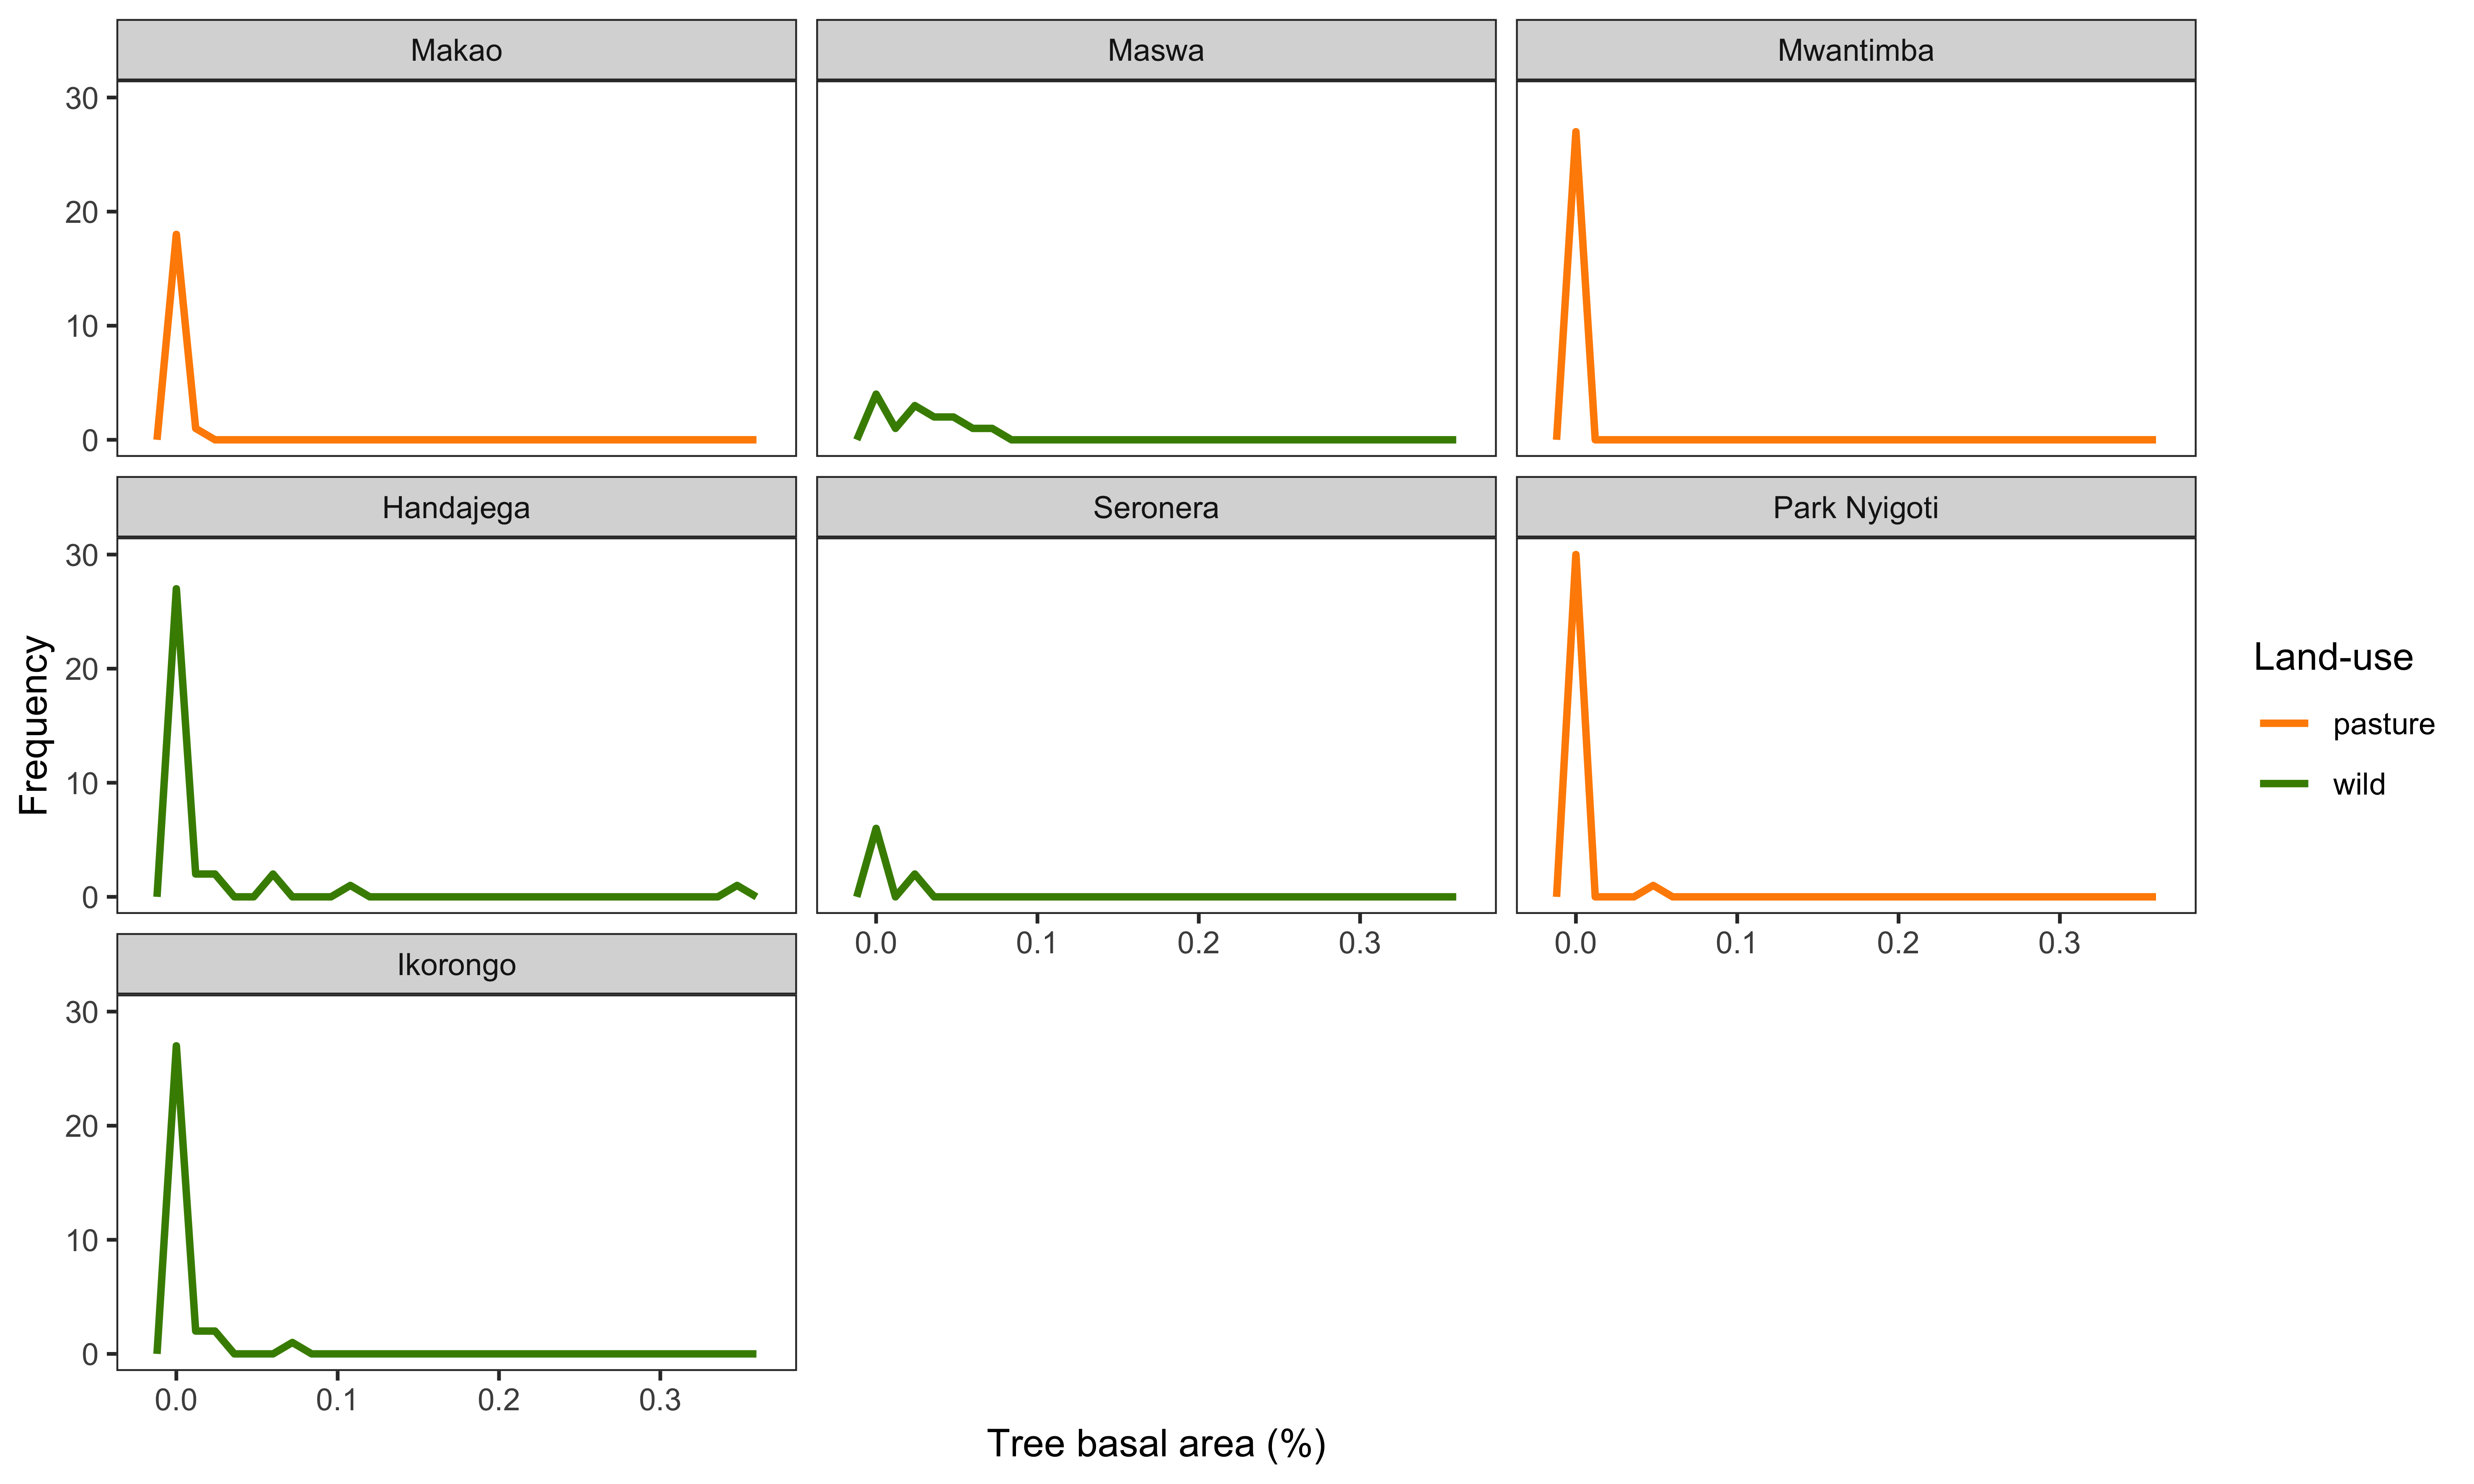 Makao
Maswa
Mwantimba
30
20
10
0
Handajega
Seronera
Park Nyigoti
30
20
10
0
0.0 0.1 0.2 0.3
0.0 0.1 0.2 0.3
Ikorongo
30
20
10
0
0.0 0.1 0.2 0.3
Frequency
Tree basal area (%)
Land-use
pasture
wild